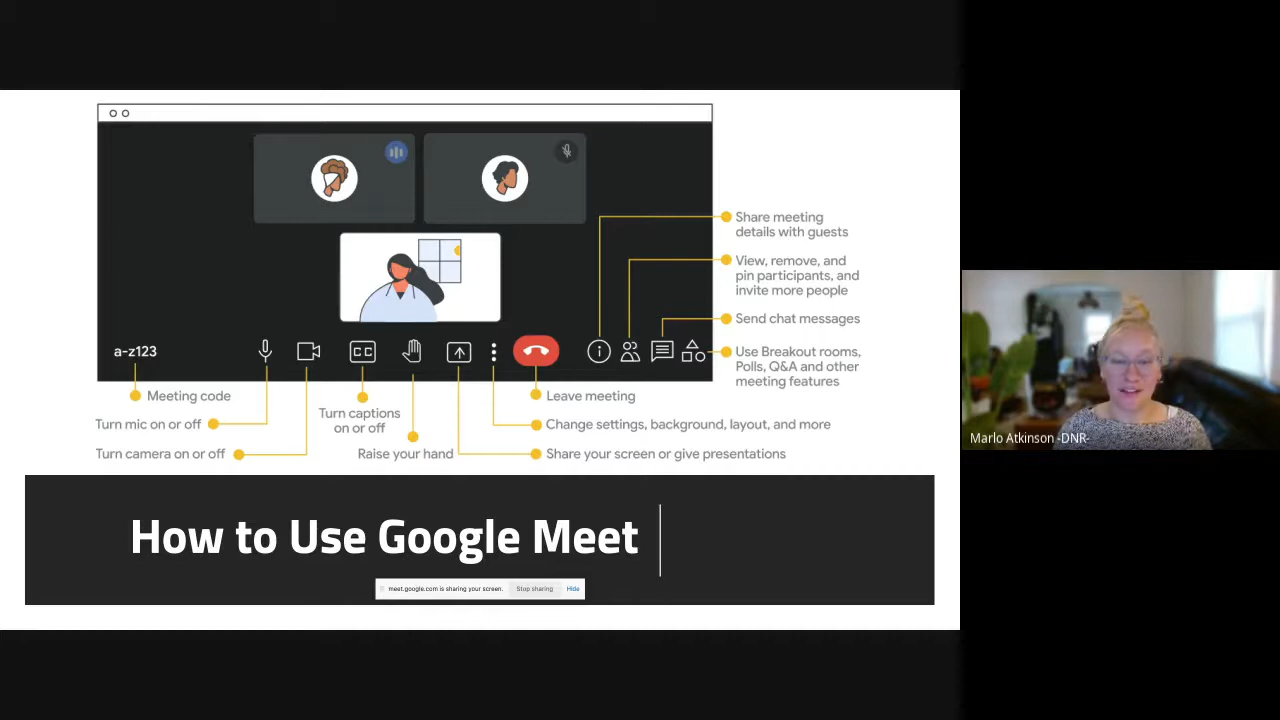 Share meeting
details with guests
View, remove, and
pin participants, and
invite more people
Send chat messages
a-z123
CC
Use Breakout rooms,
Polls, Q&A and other
meeting features
Meeting code
Leave meeting
Turn captions
on or off
Turn mic on or off
Change settings, background, layout, and more
Turn camera on or off
Raise your hand
Share your screen or give presentations
Marlo Atkinson -DNR-
How to Use Google Meet
meet.google.com is sharing your screen.
Stop sharing
Hide